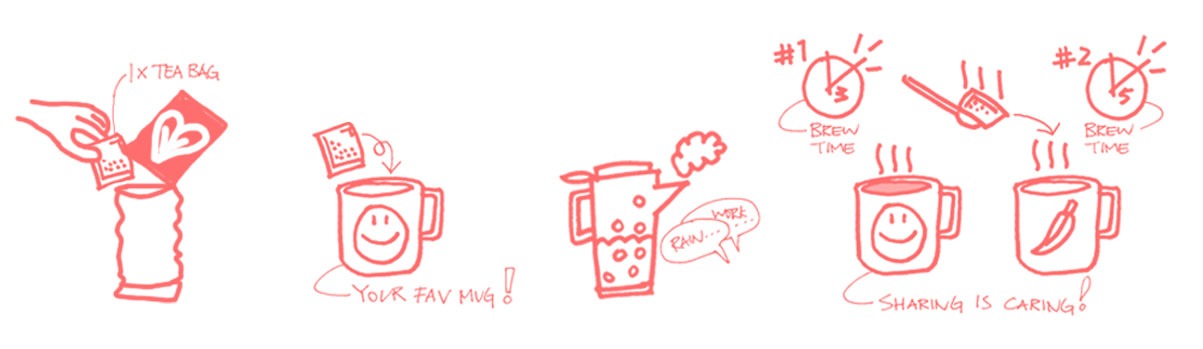 1 x TEA BAG
YOUR FAV MUG!
RAIN...
WORK...
#1
3
BREW
TIME
#2
5
BREW
TIME
SHARING IS CARING!